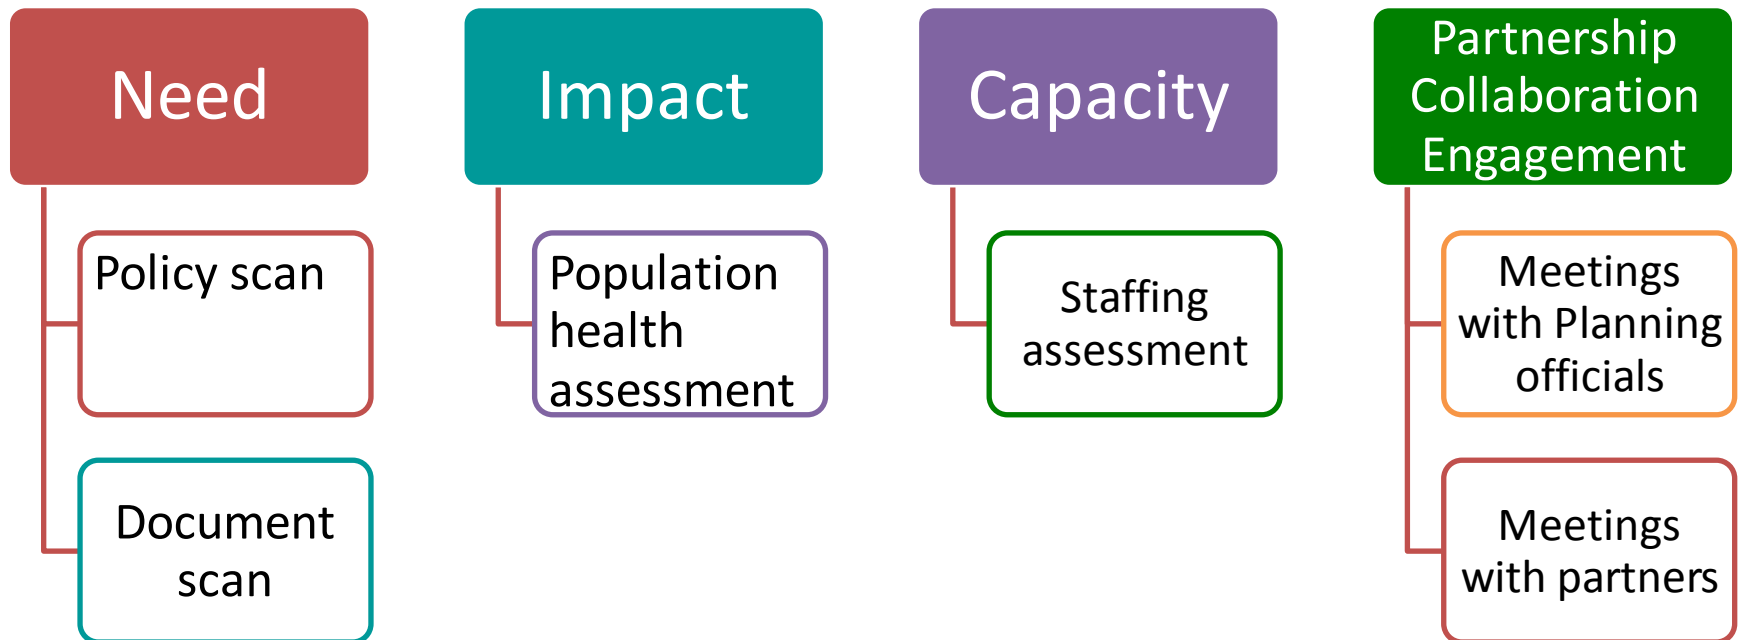 Need
Policy scan
Document
scan
Impact
Population
health
assessment
Capacity
Staffing
assessment
Partnership
Collaboration
Engagement
Meetings
with Planning
officials
Meetings
with partners